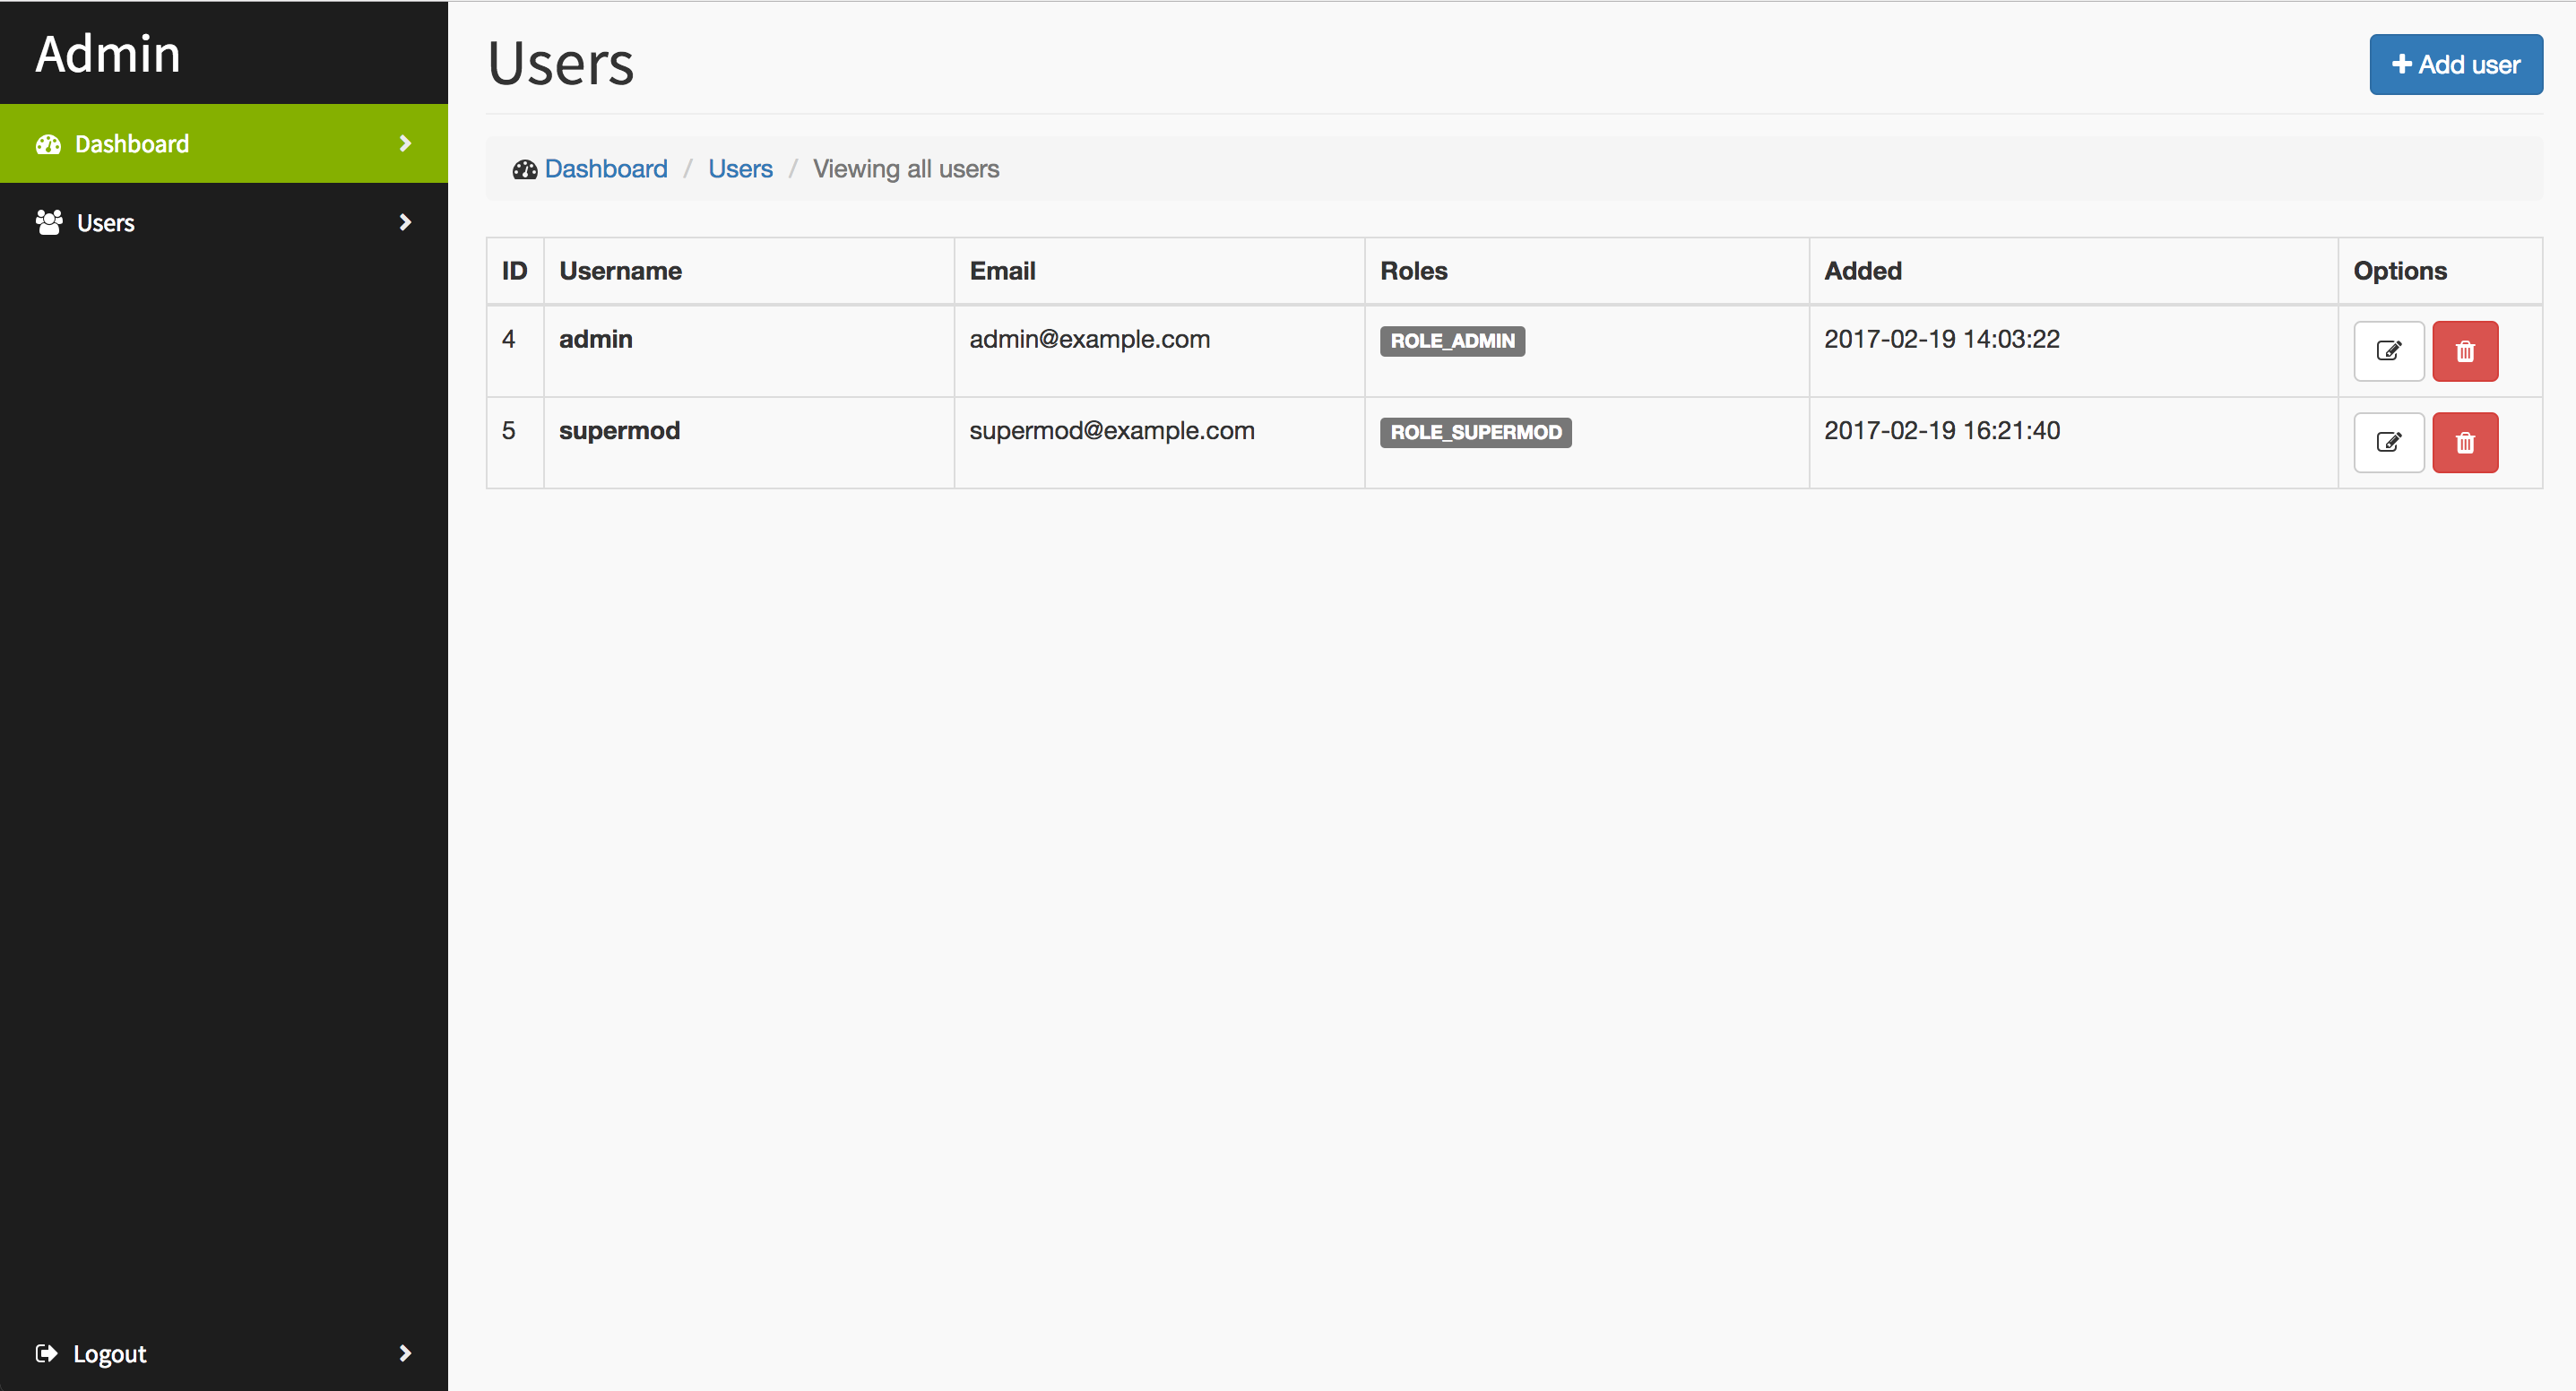 Admin
Dashboard
Users
Logout
Users
Add user
Dashboard / Users / Viewing all users
ID Username Email Roles Added Options
4 admin admin@example.com ROLE_ADMIN 2017-02-19 14:03:22
5 supermod supermod@example.com ROLE_SUPERMOD 2017-02-19 16:21:40